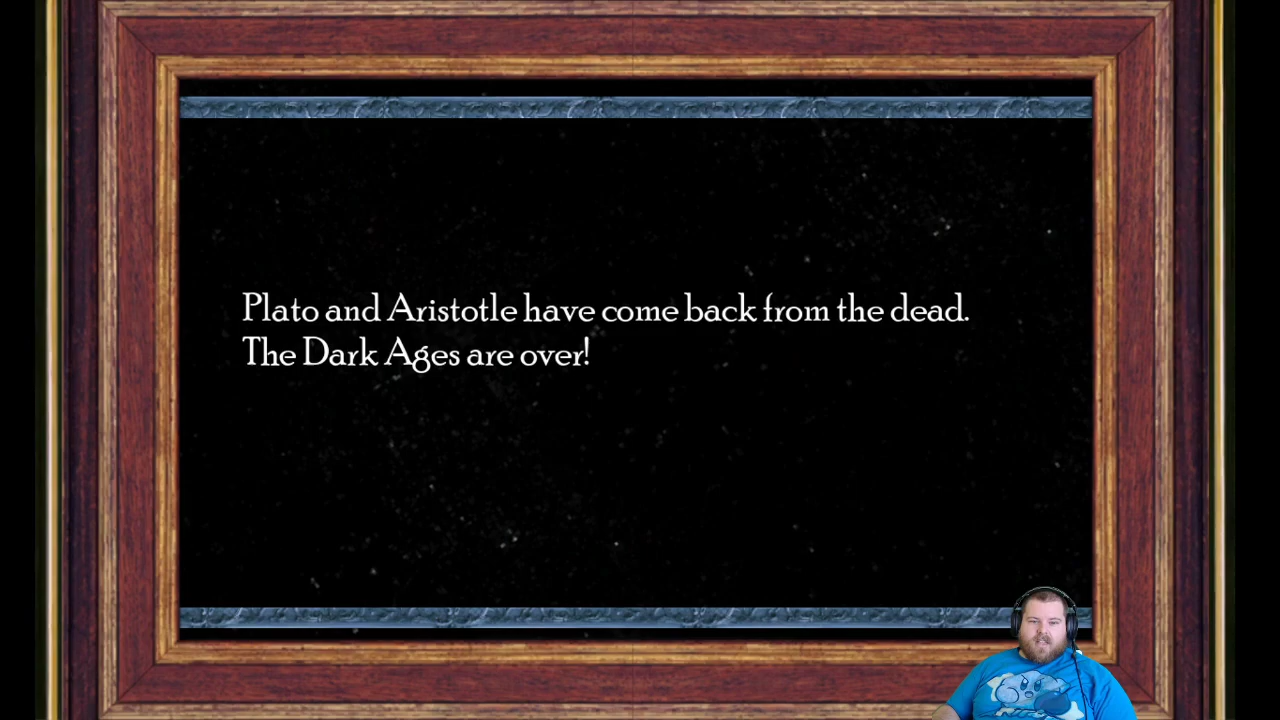 Plato and Aristotle have come back from the dead.
The Dark Ages are over!